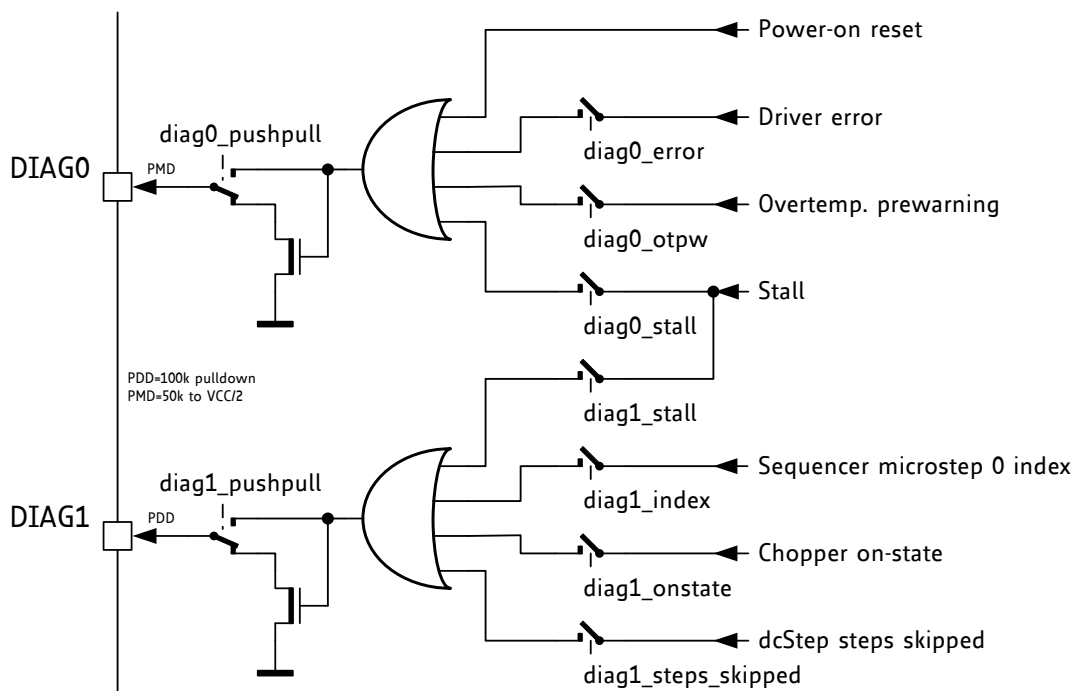 Power-on reset
Driver error
diag0_pushpull
diag0_error
DIAG0
PMD
Overtemp. prewarning
diag0_otpw
Stall
diag0_stall
PDD=100k pulldown
PMD=50k to VCC/2
diag1_stall
Sequencer microstep 0 index
diag1_pushpull
diag1_index
DIAG1
PDD
Chopper on-state
diag1_onstate
dcStep steps skipped
diag1_steps_skipped